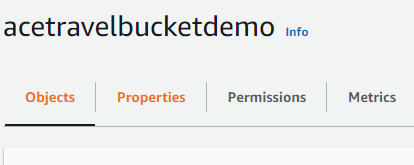 acetravelbucketdemo Info
Objects Properties Permissions Metrics